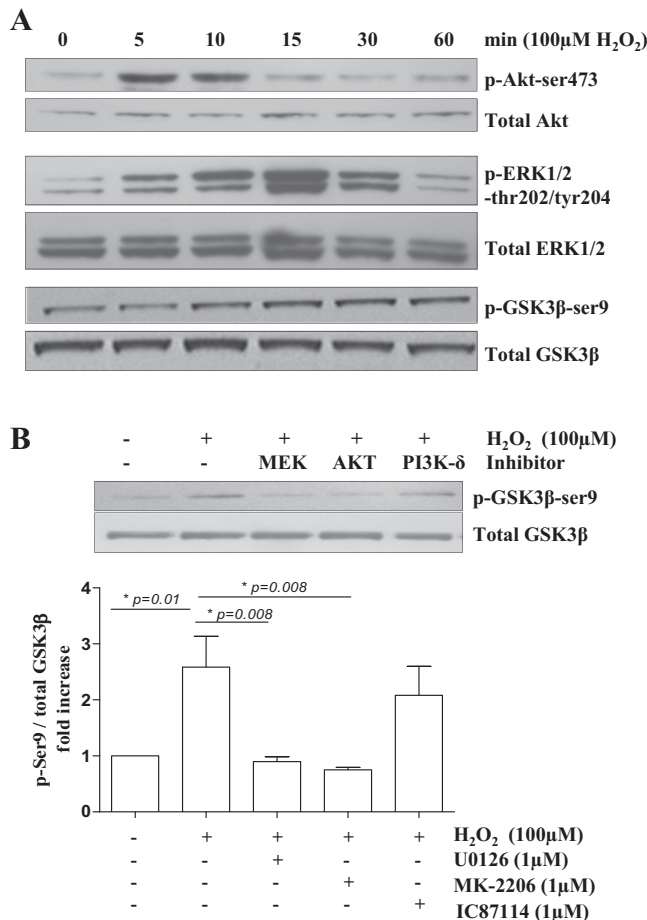 A
0 5 10 15 30 60 min (100μM H₂O₂)
p-Akt-ser473
Total Akt
p-ERK1/2
-thr202/tyr204
Total ERK1/2
p-GSK3β-ser9
Total GSK3β
B
- + + + + H₂O₂ (100μM)
- - MEK AKT PI3K-δ Inhibitor
p-GSK3β-ser9
Total GSK3β
p-Ser9 / total GSK3β
fold increase
4
3
2
1
0
* p=0.008
* p=0.01
* p=0.008
- + + + + H₂O₂ (100μM)
- - + - - U0126 (1μM)
- - - + - MK-2206 (1μM)
- - - - + IC87114 (1μM)